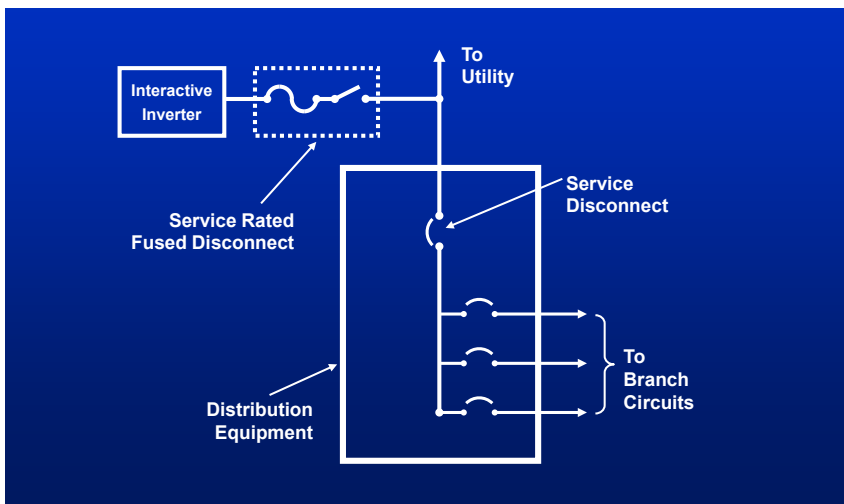 To
Utility
Interactive
Inverter
Service Rated
Fused Disconnect
Service
Disconnect
To
Branch
Circuits
Distribution
Equipment